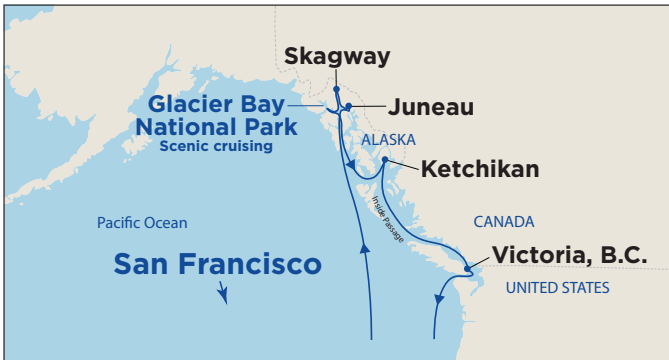 Skagway
Glacier Bay
National Park
Scenic cruising
Juneau
ALASKA
Ketchikan
Inside Passage
Pacific Ocean
CANADA
San Francisco
Victoria, B.C.
UNITED STATES